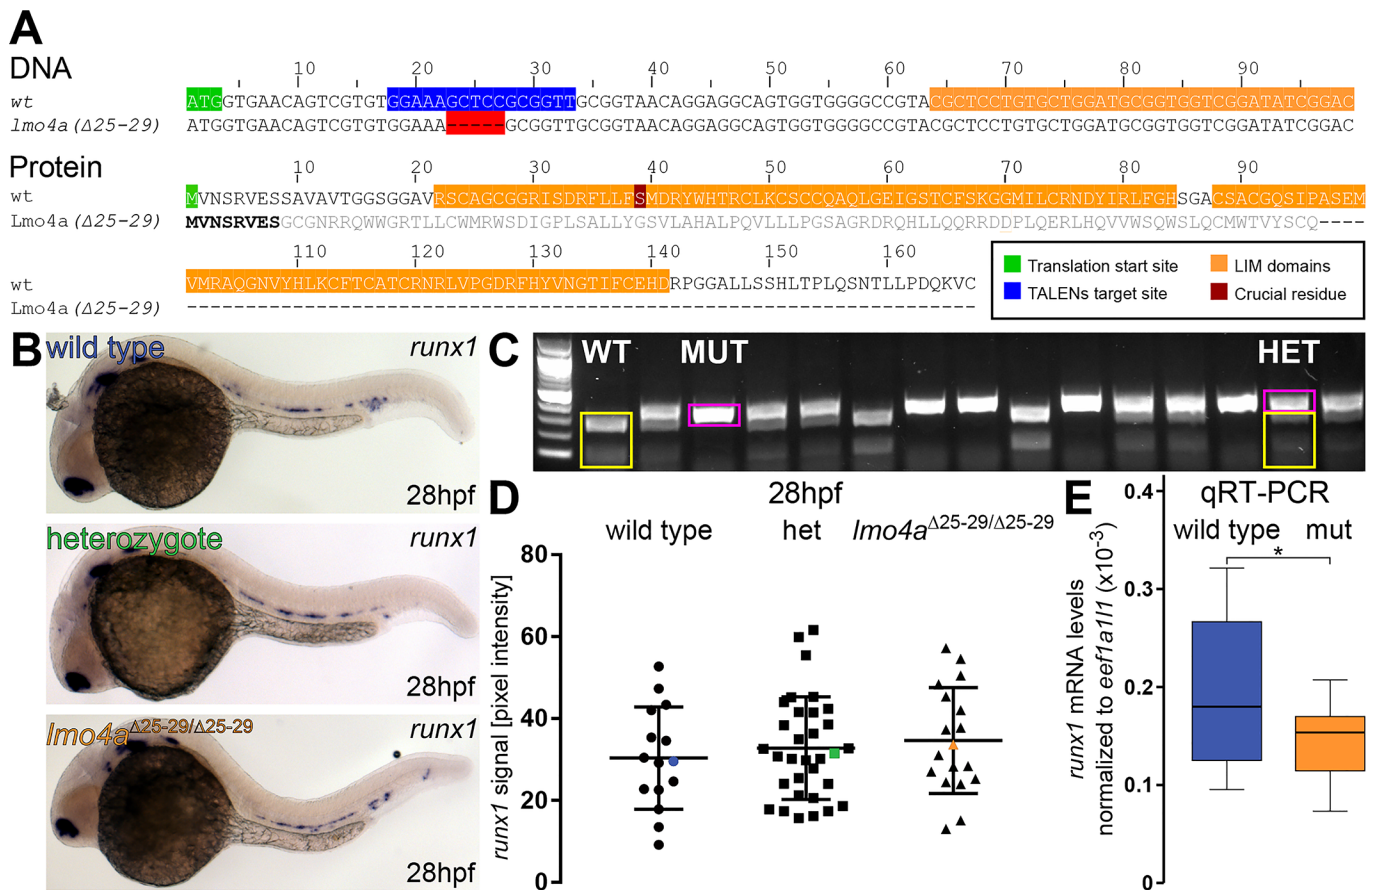 A
DNA
10 20 30 40 50 60 70 80 90
wt ATGGTGAACAGTCGTGTGGAAAGCTCCGCGGTTGCGGTAACAGGAGGCAGTGGTGGGGCCGTACGCTCCTGTGCTGGATGCGGTGGTCGGATATCGGAC
lmo4a (Δ25-29) ATGGTGAACAGTCGTGTGGAAA-----GCGGTTGCGGTAACAGGAGGCAGTGGTGGGGCCGTACGCTCCTGTGCTGGATGCGGTGGTCGGATATCGGAC
Protein
10 20 30 40 50 60 70 80 90
wt MVNSRVESSAVAVTGGSGGAVRSCAGCGGRISDRFLLFSMDRYWHTRCLKCSCCQAQLGEIGSTCFSKGGMILCRNDYIRLFGHSGACSACGQSIPASEM
Lmo4a (Δ25-29) MVNSRVESGCGNRRQWWGRTLLCWMRWSDIGPLSALLYGSVLAHALPQVLLLPGSAGRDRQHLLQQRRDDPLQERLHQVVWSQWSLQCMWTVYSCQ----
110 120 130 140 150 160
wt VMRAQGNVYHLKCFTCATCRNRLVPGDRFHYVNGTIFCEHDRPGGALLSSHLTPLQSNTLLPDQKVC
Lmo4a (Δ25-29) -------------------------------------------------------------------
Translation start site
LIM domains
TALENs target site
Crucial residue
B
wild type
runx1
28hpf
heterozygote
runx1
28hpf
lmo4aΔ25-29/Δ25-29
runx1
28hpf
C
WT MUT HET
D
28hpf
wild type het lmo4aΔ25-29/Δ25-29
runx1 signal [pixel intensity]
80
60
40
20
0
E
qRT-PCR
wild type mut
*
runx1 mRNA levels
normalized to eef1a1l1 (x10-3)
0.4
0.3
0.2
0.1
0